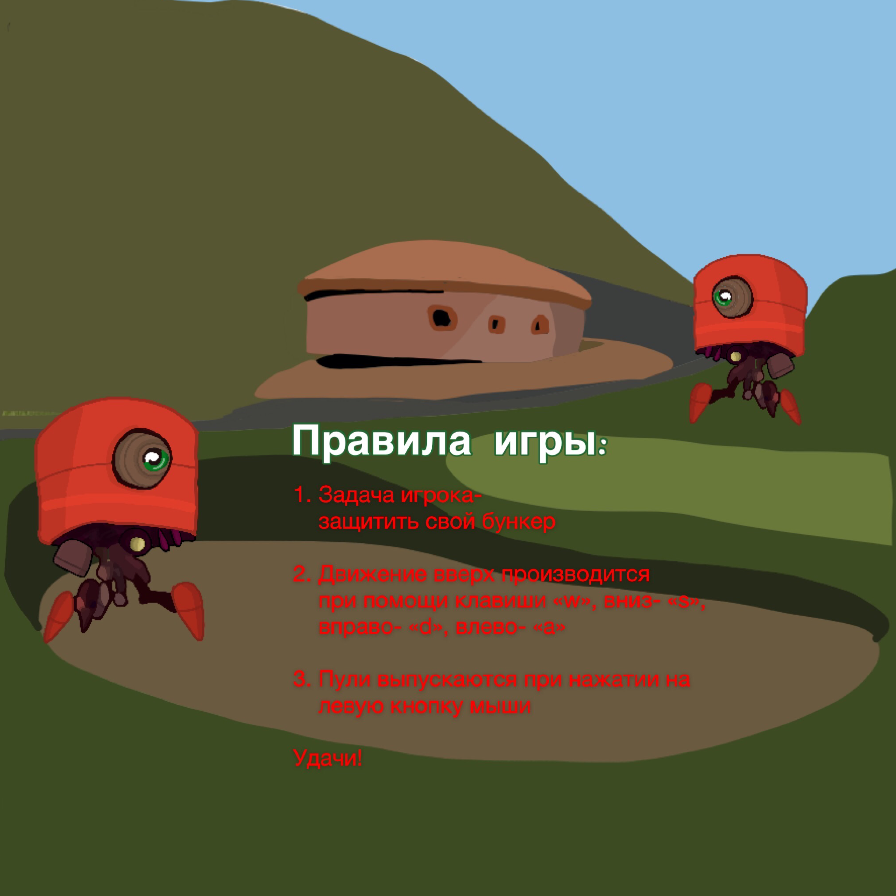 Правила игры:
1. Задача игрока-
защитить свой бункер
2. Движение вверх производится
при помощи клавиши «w», вниз- «s»,
вправо- «d», влево- «a»
3. Пули выпускаются при нажатии на
левую кнопку мыши
Удачи!